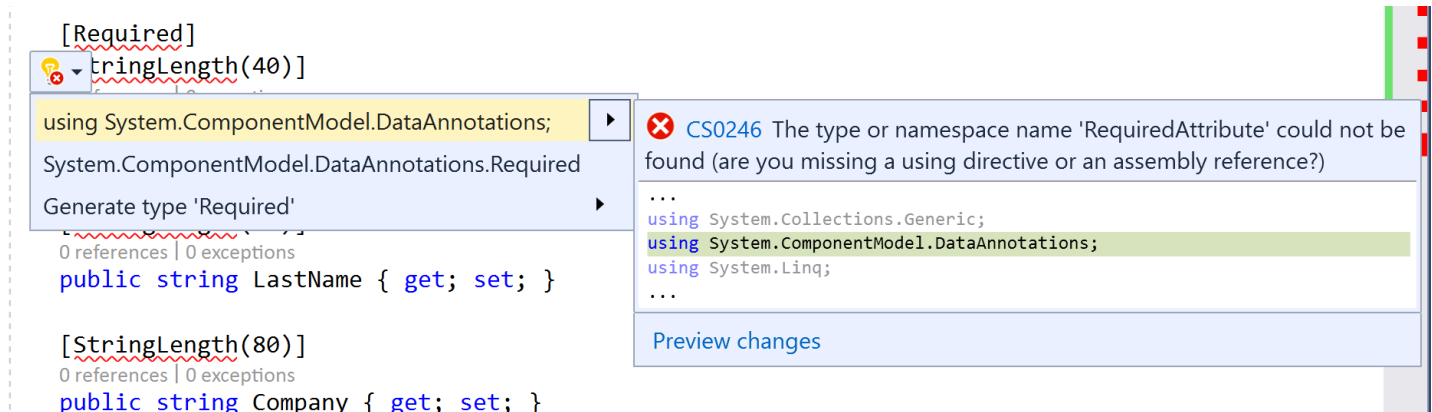 [Required]
tringLength(40)]
using System.ComponentModel.DataAnnotations;
System.ComponentModel.DataAnnotations.Required
Generate type 'Required'
CS0246 The type or namespace name 'RequiredAttribute' could not be
found (are you missing a using directive or an assembly reference?)
...
using System.Collections.Generic;
using System.ComponentModel.DataAnnotations;
using System.Linq;
...
Preview changes
0 references | 0 exceptions
public string LastName { get; set; }
[StringLength(80)]
0 references | 0 exceptions
public string Company { get; set; }